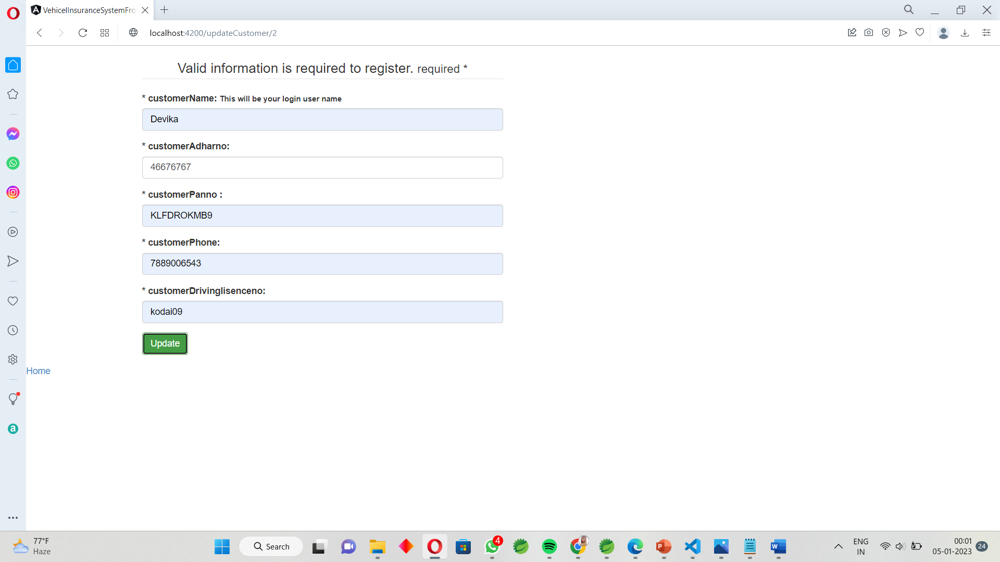 VehicelInsuranceSystemFro
localhost:4200/updateCustomer/2
Valid information is required to register. required *
* customerName: This will be your login user name
Devika
* customerAdharno:
46676767
* customerPanno :
KLFDROKMB9
* customerPhone:
7889006543
* customerDrivinglisenceno:
kodai09
Update
Home
77°F
Haze
Search
4
ENG
IN
00:01
05-01-2023
24